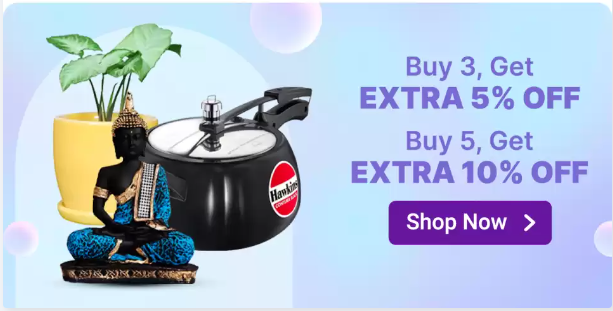 Buy 3, Get
EXTRA 5% OFF
Buy 5, Get
EXTRA 10% OFF
Shop Now
Hawkins